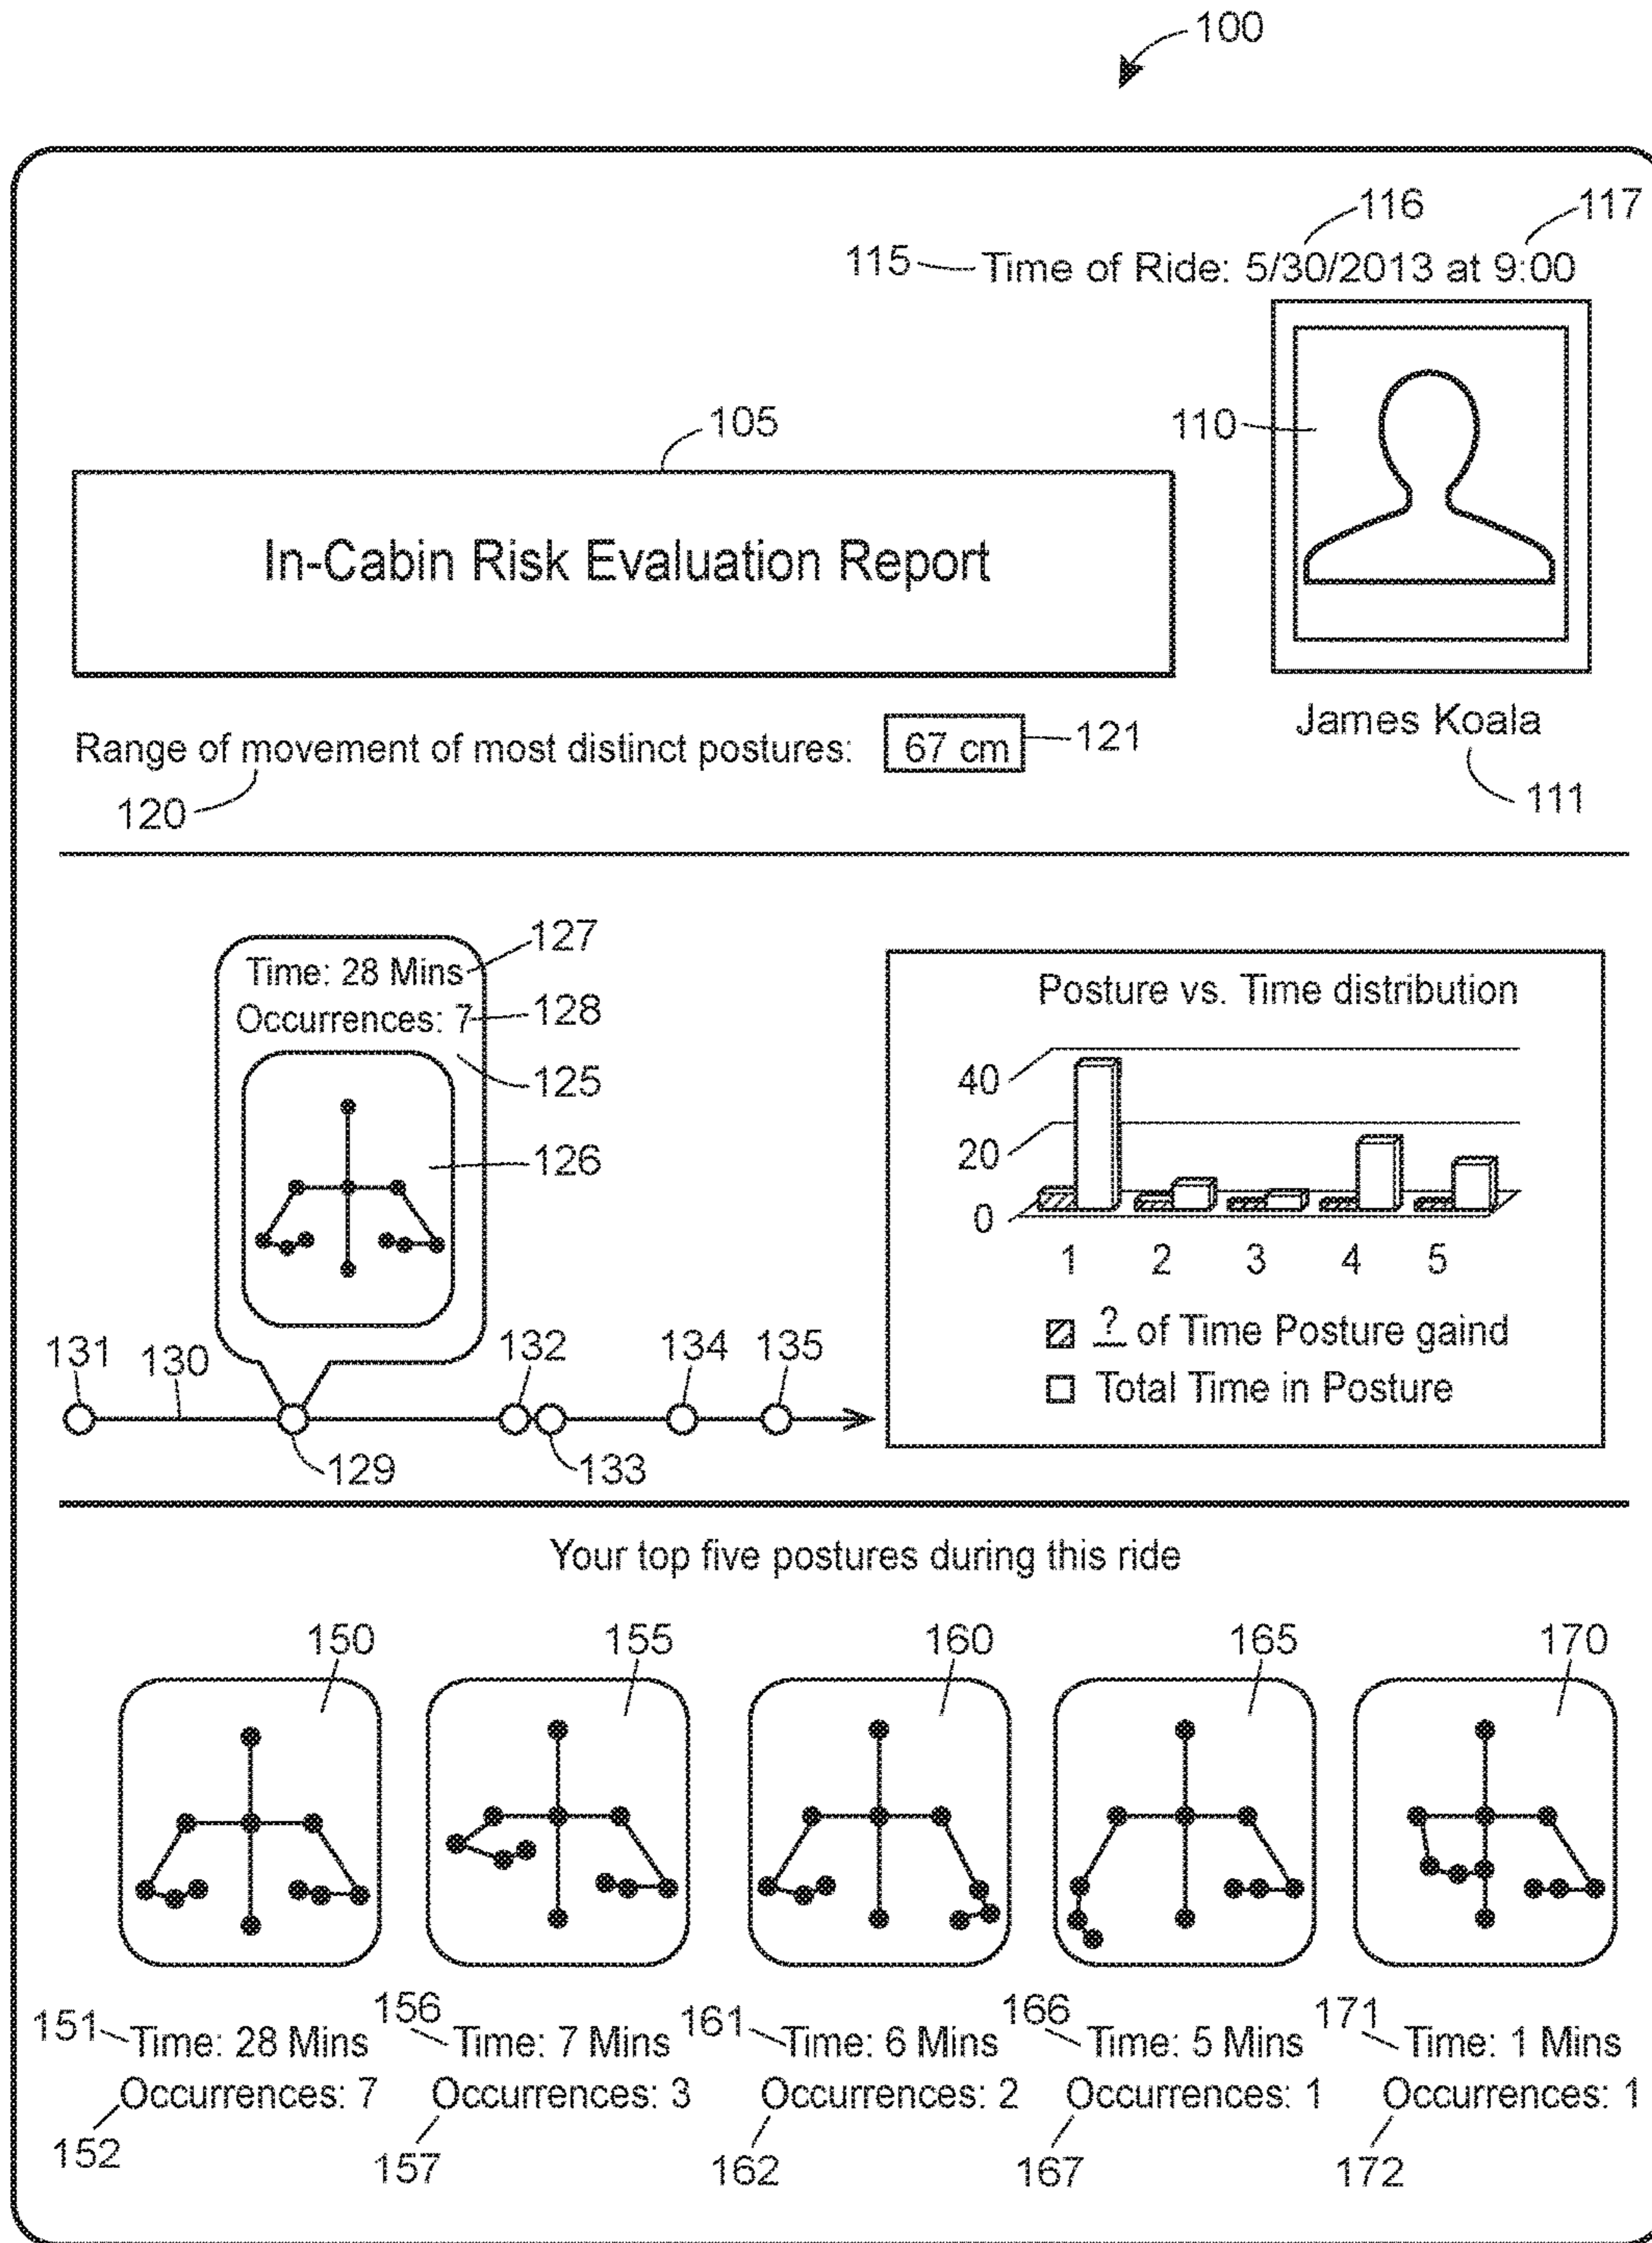 100
116 117
115 Time of Ride: 5/30/2013 at 9:00
105
110
In-Cabin Risk Evaluation Report
James Koala
111
Range of movement of most distinct postures: 67 cm 121
120
127
Time: 28 Mins
Occurrences: 7 128
125
126
Posture vs. Time distribution
40
20
0
1 2 3 4 5
? of Time Posture gaind
Total Time in Posture
131 130 132 134 135
129 133
Your top five postures during this ride
150 155 160 165 170
151 Time: 28 Mins
Occurrences: 7
152
156 Time: 7 Mins
Occurrences: 3
157
161 Time: 6 Mins
Occurrences: 2
162
166 Time: 5 Mins
Occurrences: 1
167
171 Time: 1 Mins
Occurrences: 1
172